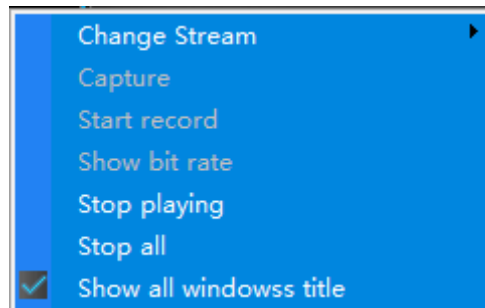 Change Stream
Capture
Start record
Show bit rate
Stop playing
Stop all
Show all windowss title